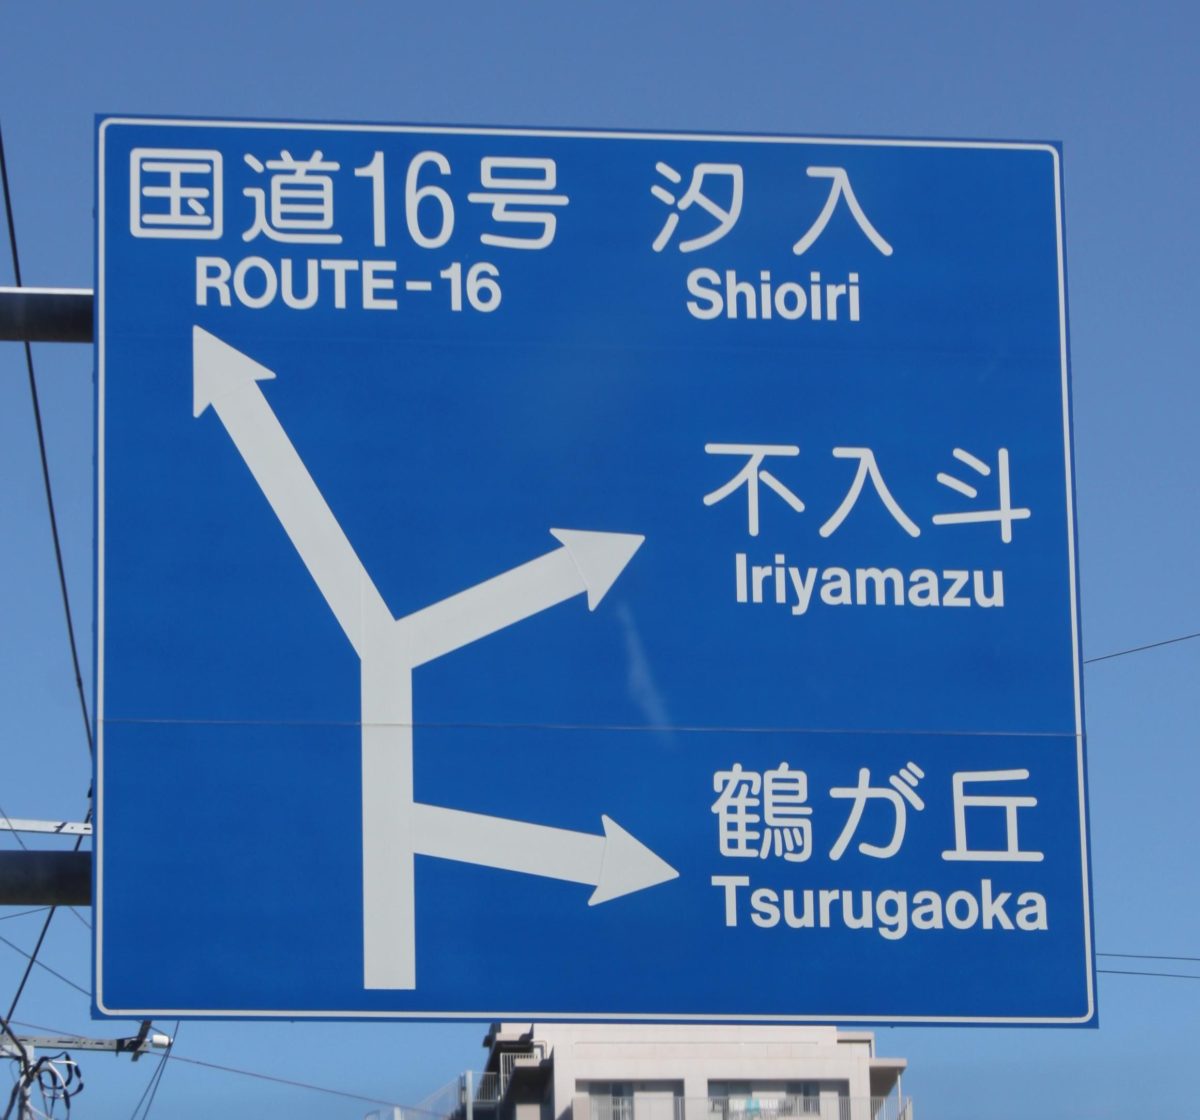 国道16号 汐入
ROUTE-16 Shioiri
不入斗
Iriyamazu
鶴が丘
Tsurugaoka